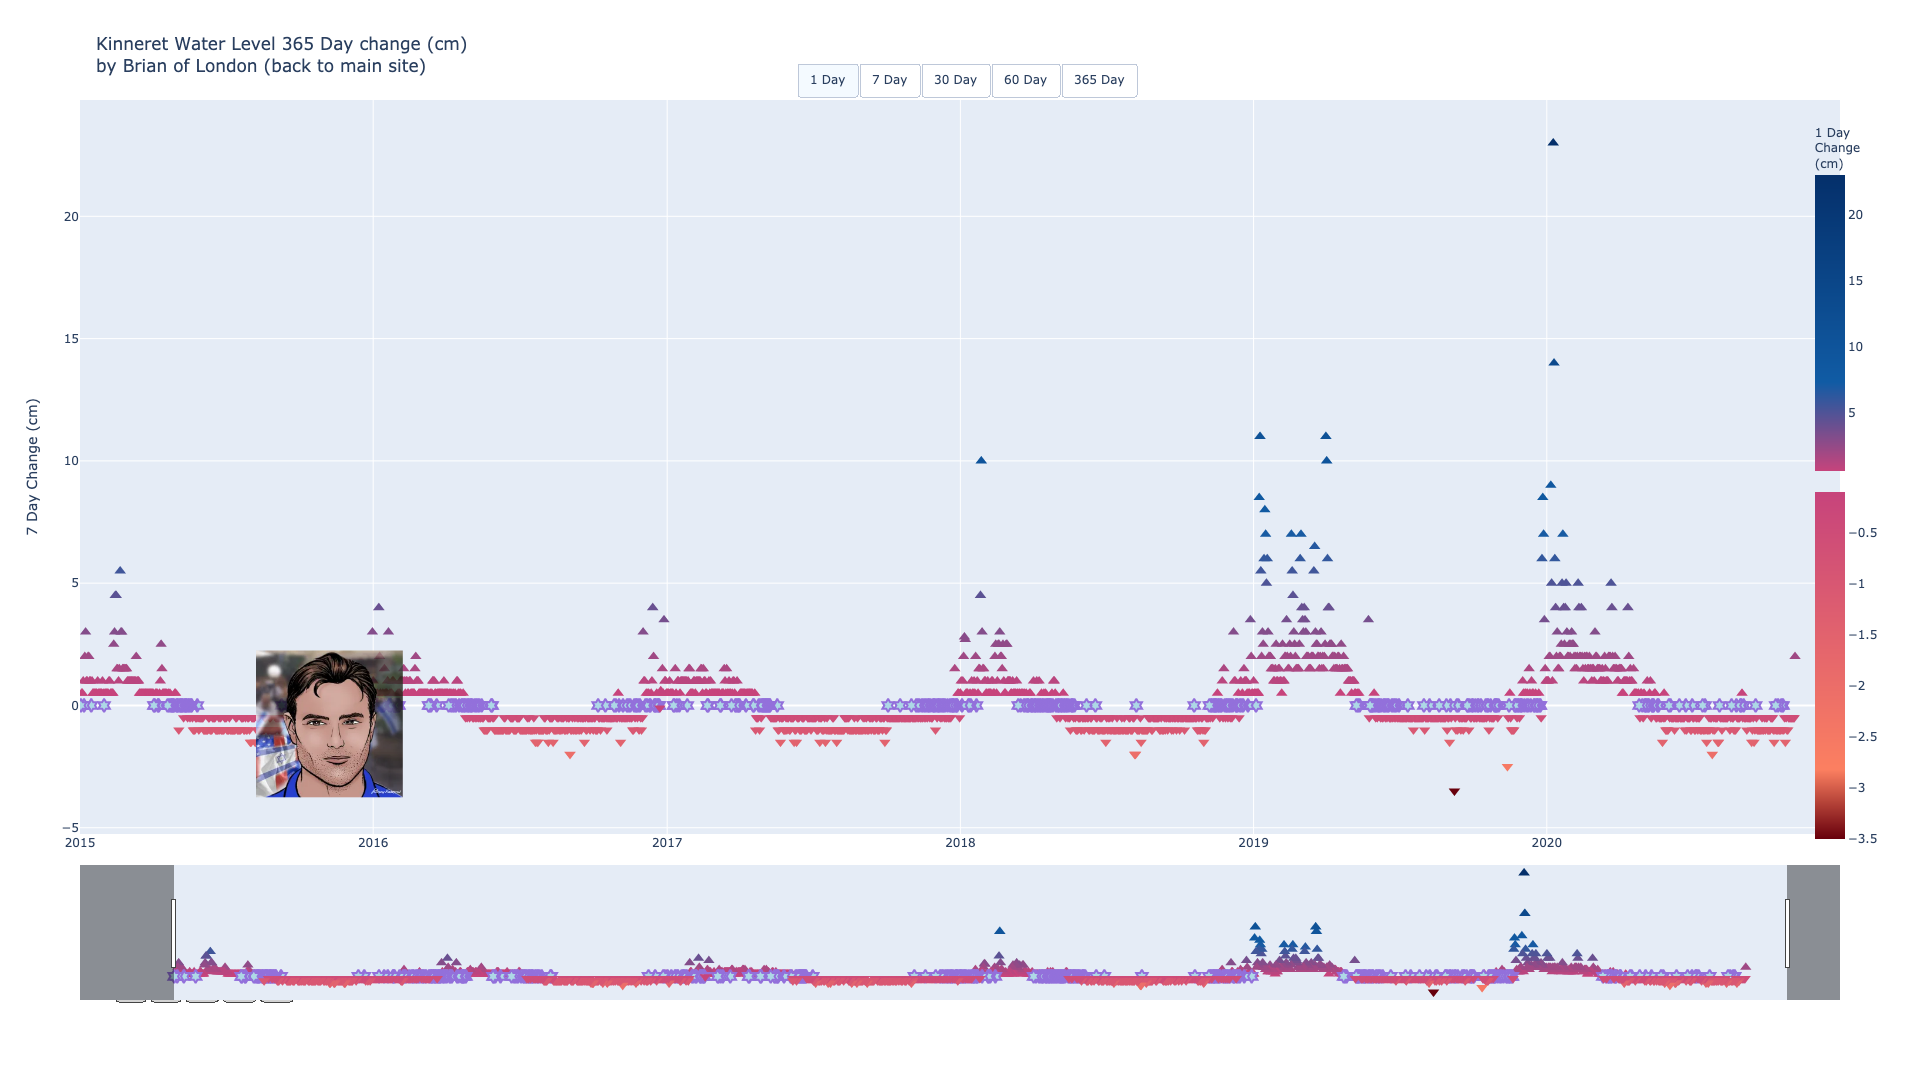 Kinneret Water Level 365 Day change (cm)
by Brian of London (back to main site)
1 Day
7 Day
30 Day
60 Day
365 Day
1 Day
Change
(cm)
20
15
10
5
−0.5
−1
−1.5
−2
−2.5
−3
−3.5
7 Day Change (cm)
20
15
10
5
0
−5
2015
2016
2017
2018
2019
2020